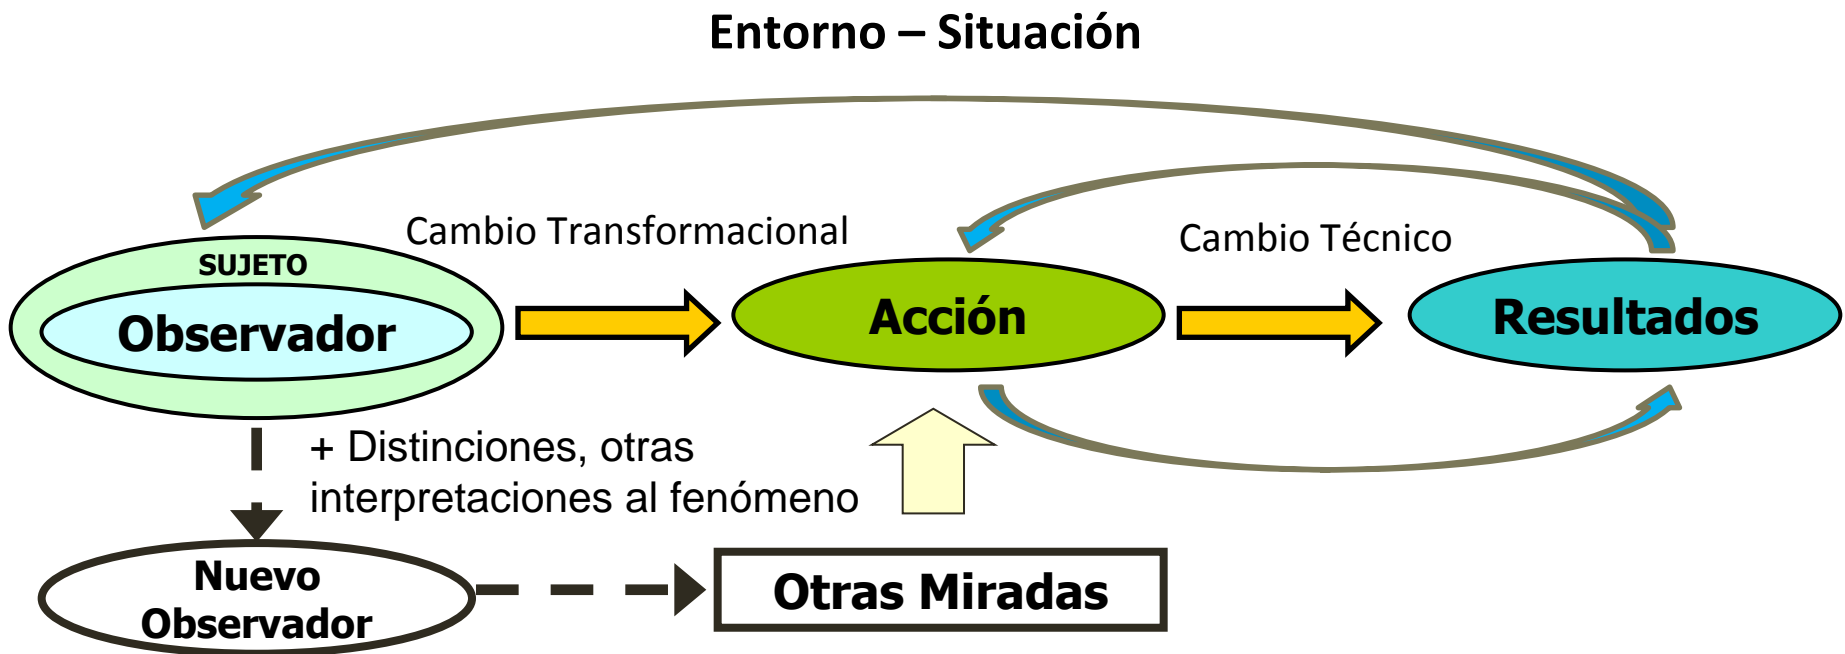 Entorno – Situación
Cambio Transformacional
Cambio Técnico
SUJETO
Observador
Acción
Resultados
+ Distinciones, otras
interpretaciones al fenómeno
Nuevo
Observador
Otras Miradas